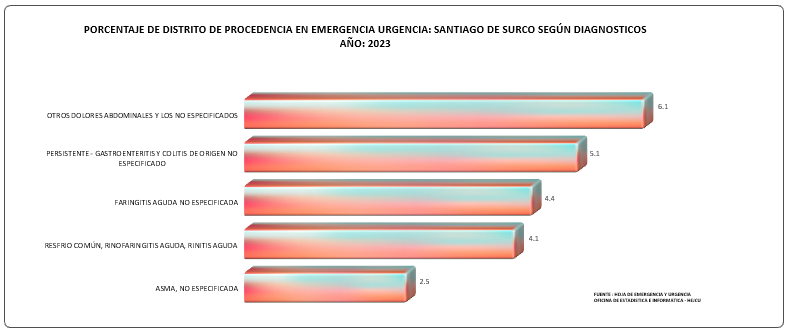 PORCENTAJE DE DISTRITO DE PROCEDENCIA EN EMERGENCIA URGENCIA: SANTIAGO DE SURCO SEGÚN DIAGNOSTICOS
AÑO: 2023
OTROS DOLORES ABDOMINALES Y LOS NO ESPECIFICADOS
6.1
PERSISTENTE - GASTROENTERITIS Y COLITIS DE ORIGEN NO
ESPECIFICADO
5.1
FARINGITIS AGUDA NO ESPECIFICADA
4.4
RESFRIO COMÚN, RINOFARINGITIS AGUDA, RINITIS AGUDA
4.1
ASMA, NO ESPECIFICADA
2.5
FUENTE - HOJA DE EMERGENCIA Y URGENCIA
OFICINA DE ESTADISTICA E INFORMATICA - HEJCU